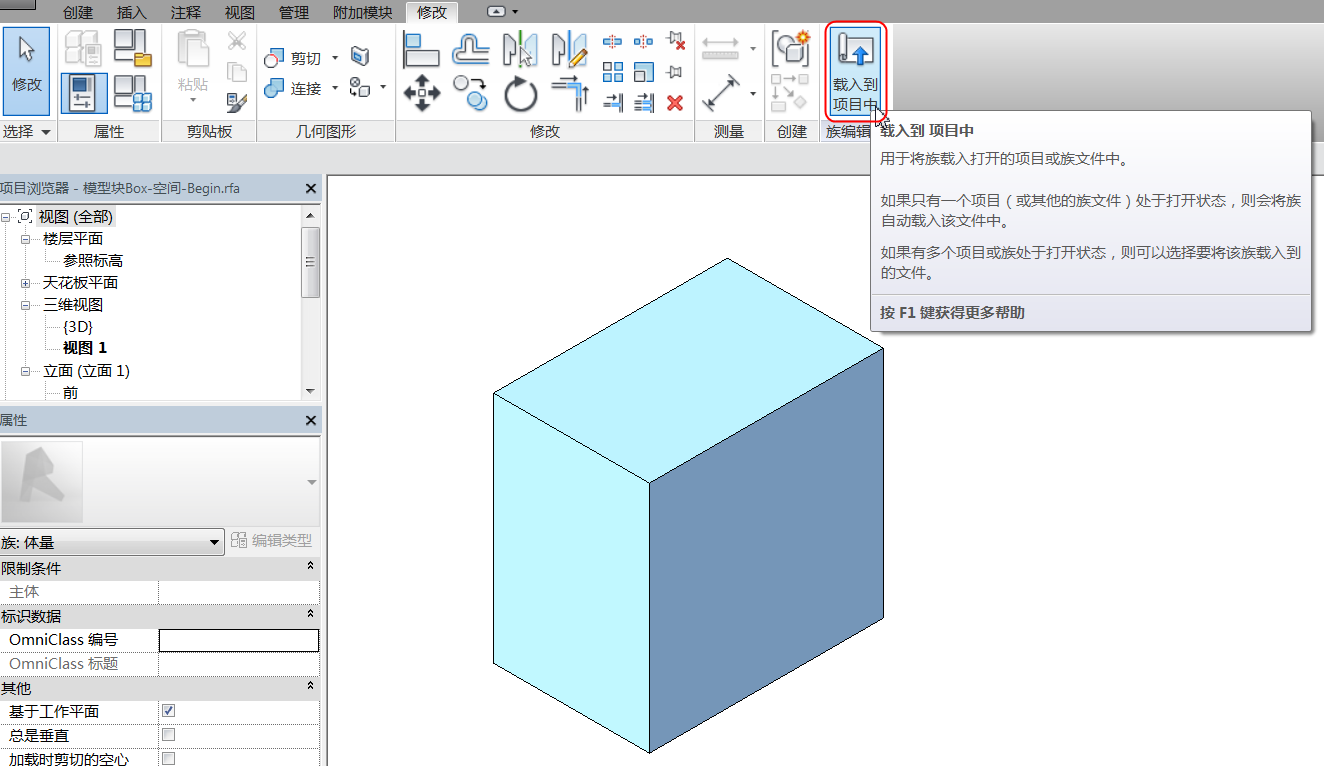 创建 插入 注释 视图 管理 附加模块 修改
修改
粘贴
剪切
连接
载入到
项目中
选择 属性 剪贴板 几何图形 修改 测量 创建 族编辑
载入到 项目中
用于将族载入打开的项目或族文件中。
如果只有一个项目（或其他的族文件）处于打开状态，则会将族
自动载入该文件中。
如果有多个项目或族处于打开状态，则可以选择要将该族载入到
的文件。
按 F1 键获得更多帮助
项目浏览器 - 模型块Box-空间-Begin.rfa
视图 (全部)
楼层平面
参照标高
天花板平面
三维视图
{3D}
视图 1
立面 (立面 1)
前
属性
族: 体量
编辑类型
限制条件
主体
标识数据
OmniClass 编号
OmniClass 标题
其他
基于工作平面
总是垂直
加载时剪切的空心